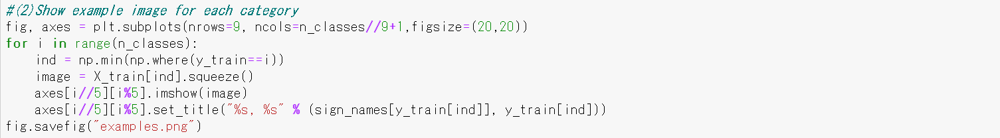 #(2)Show example image for each category
fig, axes = plt.subplots(nrows=9, ncols=n_classes//9+1,figsize=(20,20))
for i in range(n_classes):
    ind = np.min(np.where(y_train==i))
    image = X_train[ind].squeeze()
    axes[i//5][i%5].imshow(image)
    axes[i//5][i%5].set_title("%s, %s" % (sign_names[y_train[ind]], y_train[ind]))
fig.savefig("examples.png")